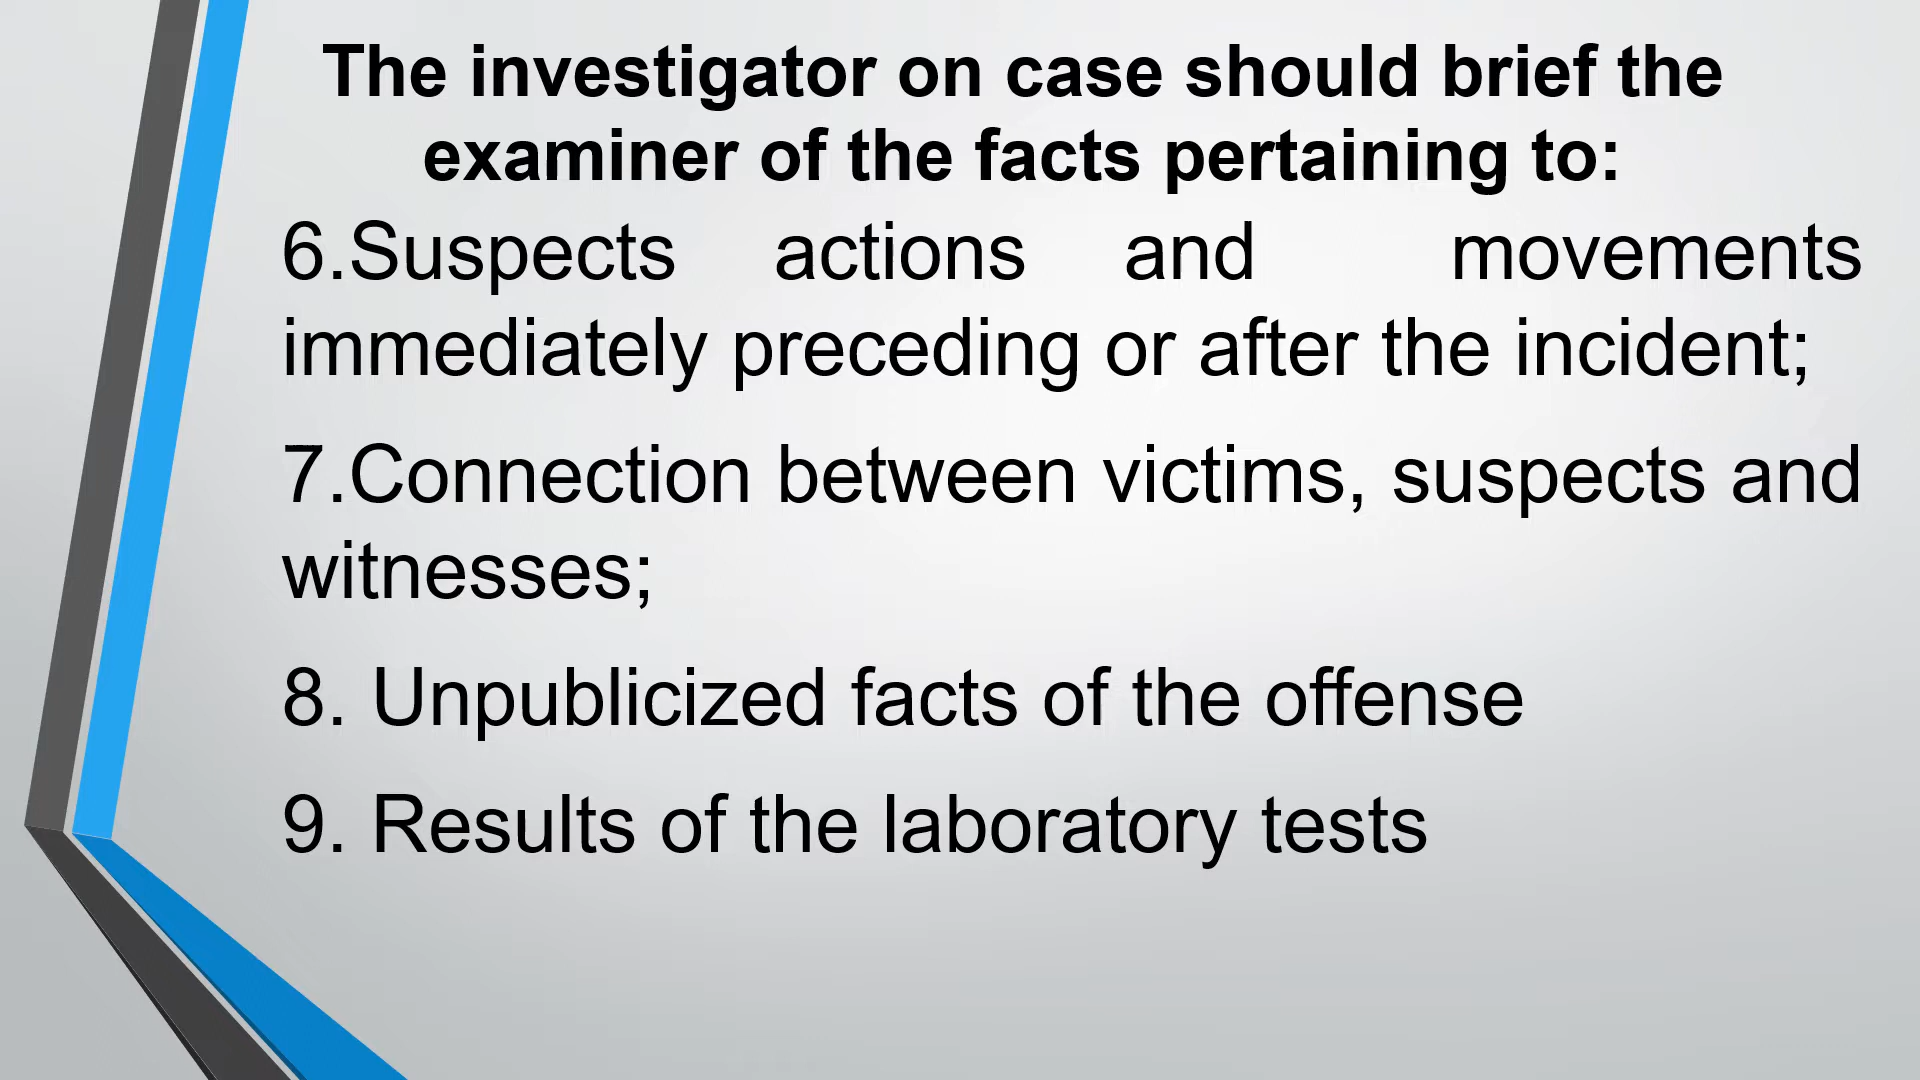 The investigator on case should brief the
examiner of the facts pertaining to:
6.Suspects actions and movements
immediately preceding or after the incident;
7.Connection between victims, suspects and
witnesses;
8. Unpublicized facts of the offense
9. Results of the laboratory tests